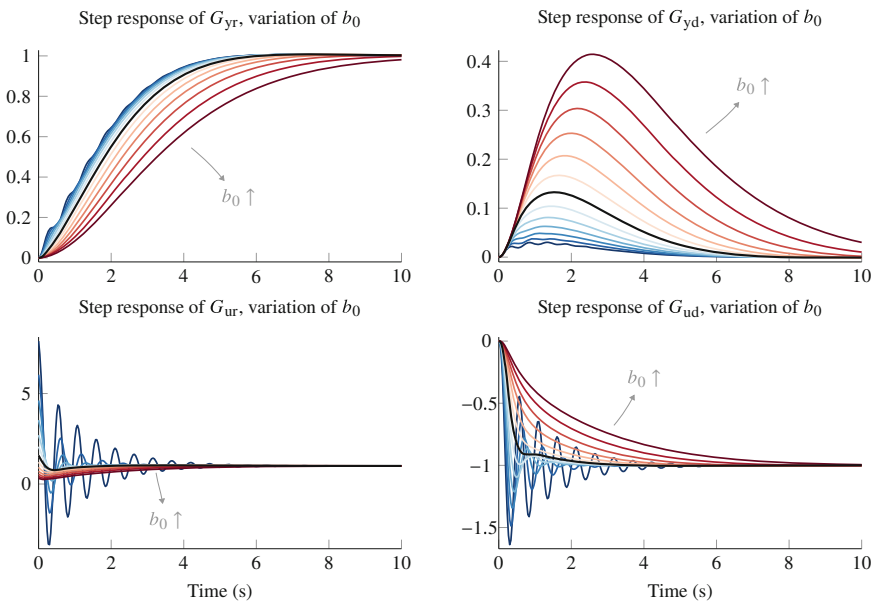 Step response of G_yr, variation of b_0
1
0.8
0.6
0.4
0.2
0
b_0 ↑
0 2 4 6 8 10
Step response of G_yd, variation of b_0
0.4
0.3
0.2
0.1
0
b_0 ↑
0 2 4 6 8 10
Step response of G_ur, variation of b_0
5
0
b_0 ↑
0 2 4 6 8 10
Time (s)
Step response of G_ud, variation of b_0
0
−0.5
−1
−1.5
b_0 ↑
0 2 4 6 8 10
Time (s)